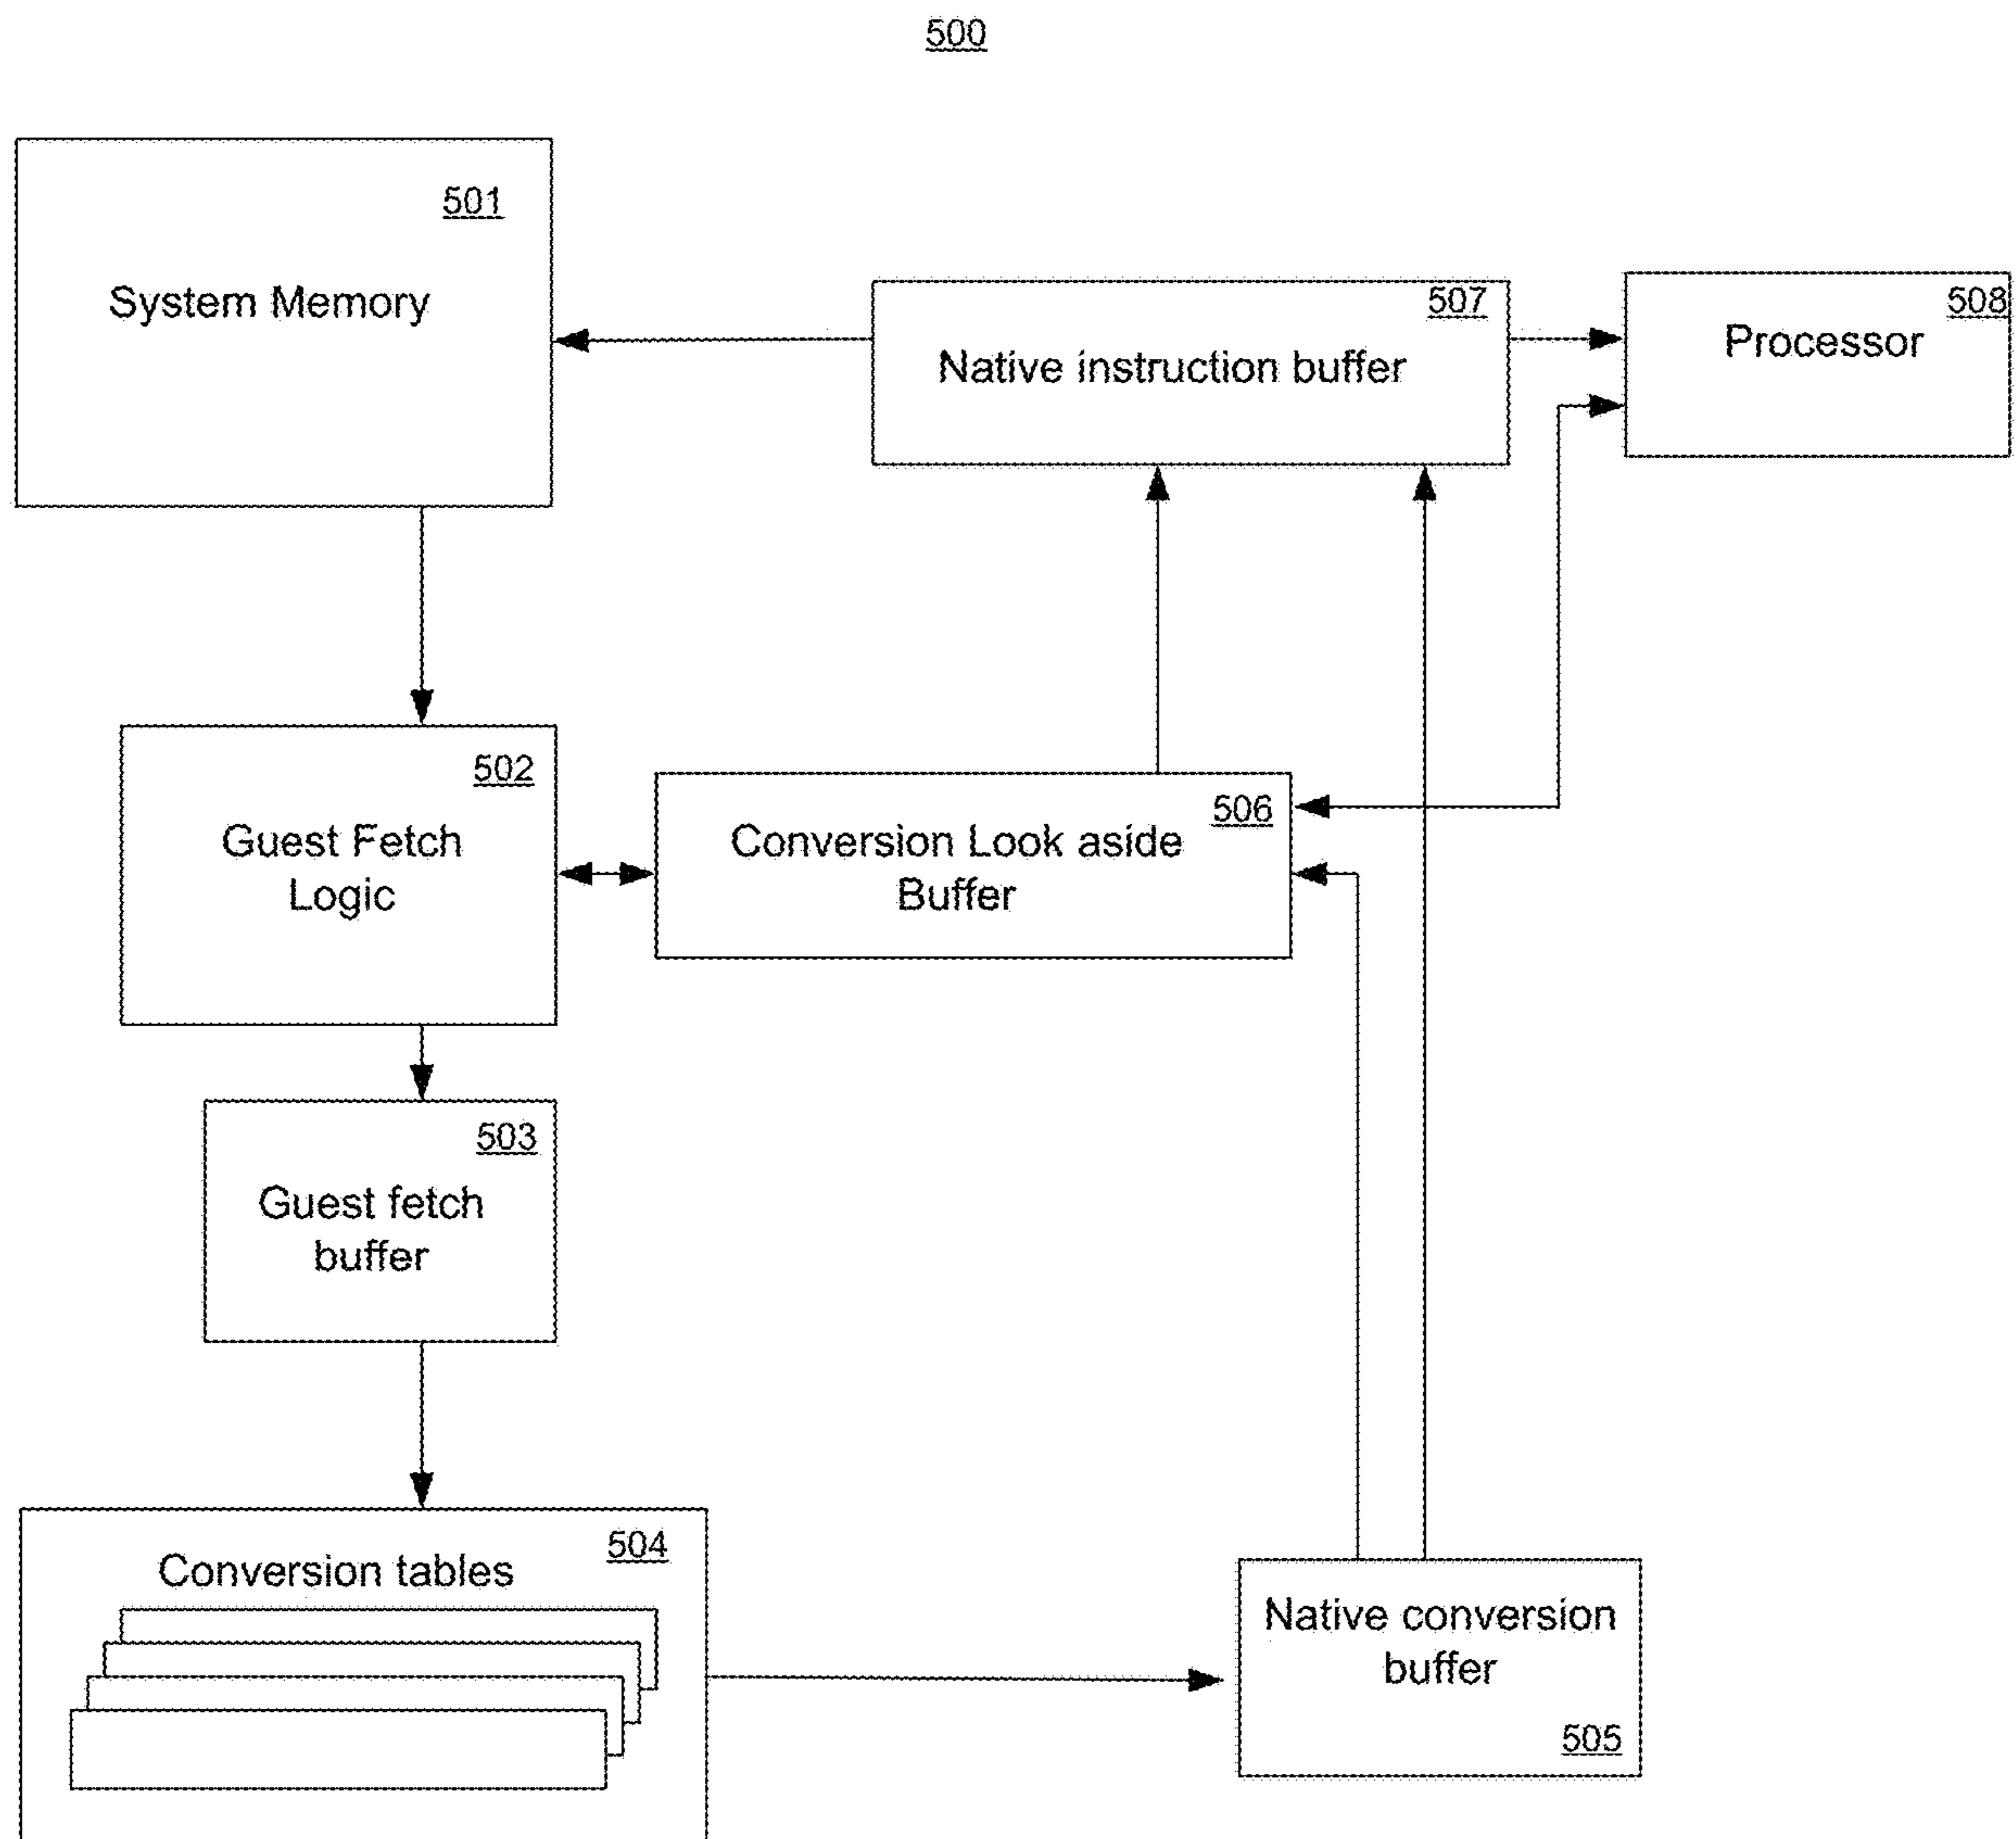 500
501
System Memory
507
Native instruction buffer
508
Processor
502
Guest Fetch
Logic
506
Conversion Look aside
Buffer
503
Guest fetch
buffer
504
Conversion tables
Native conversion
buffer
505